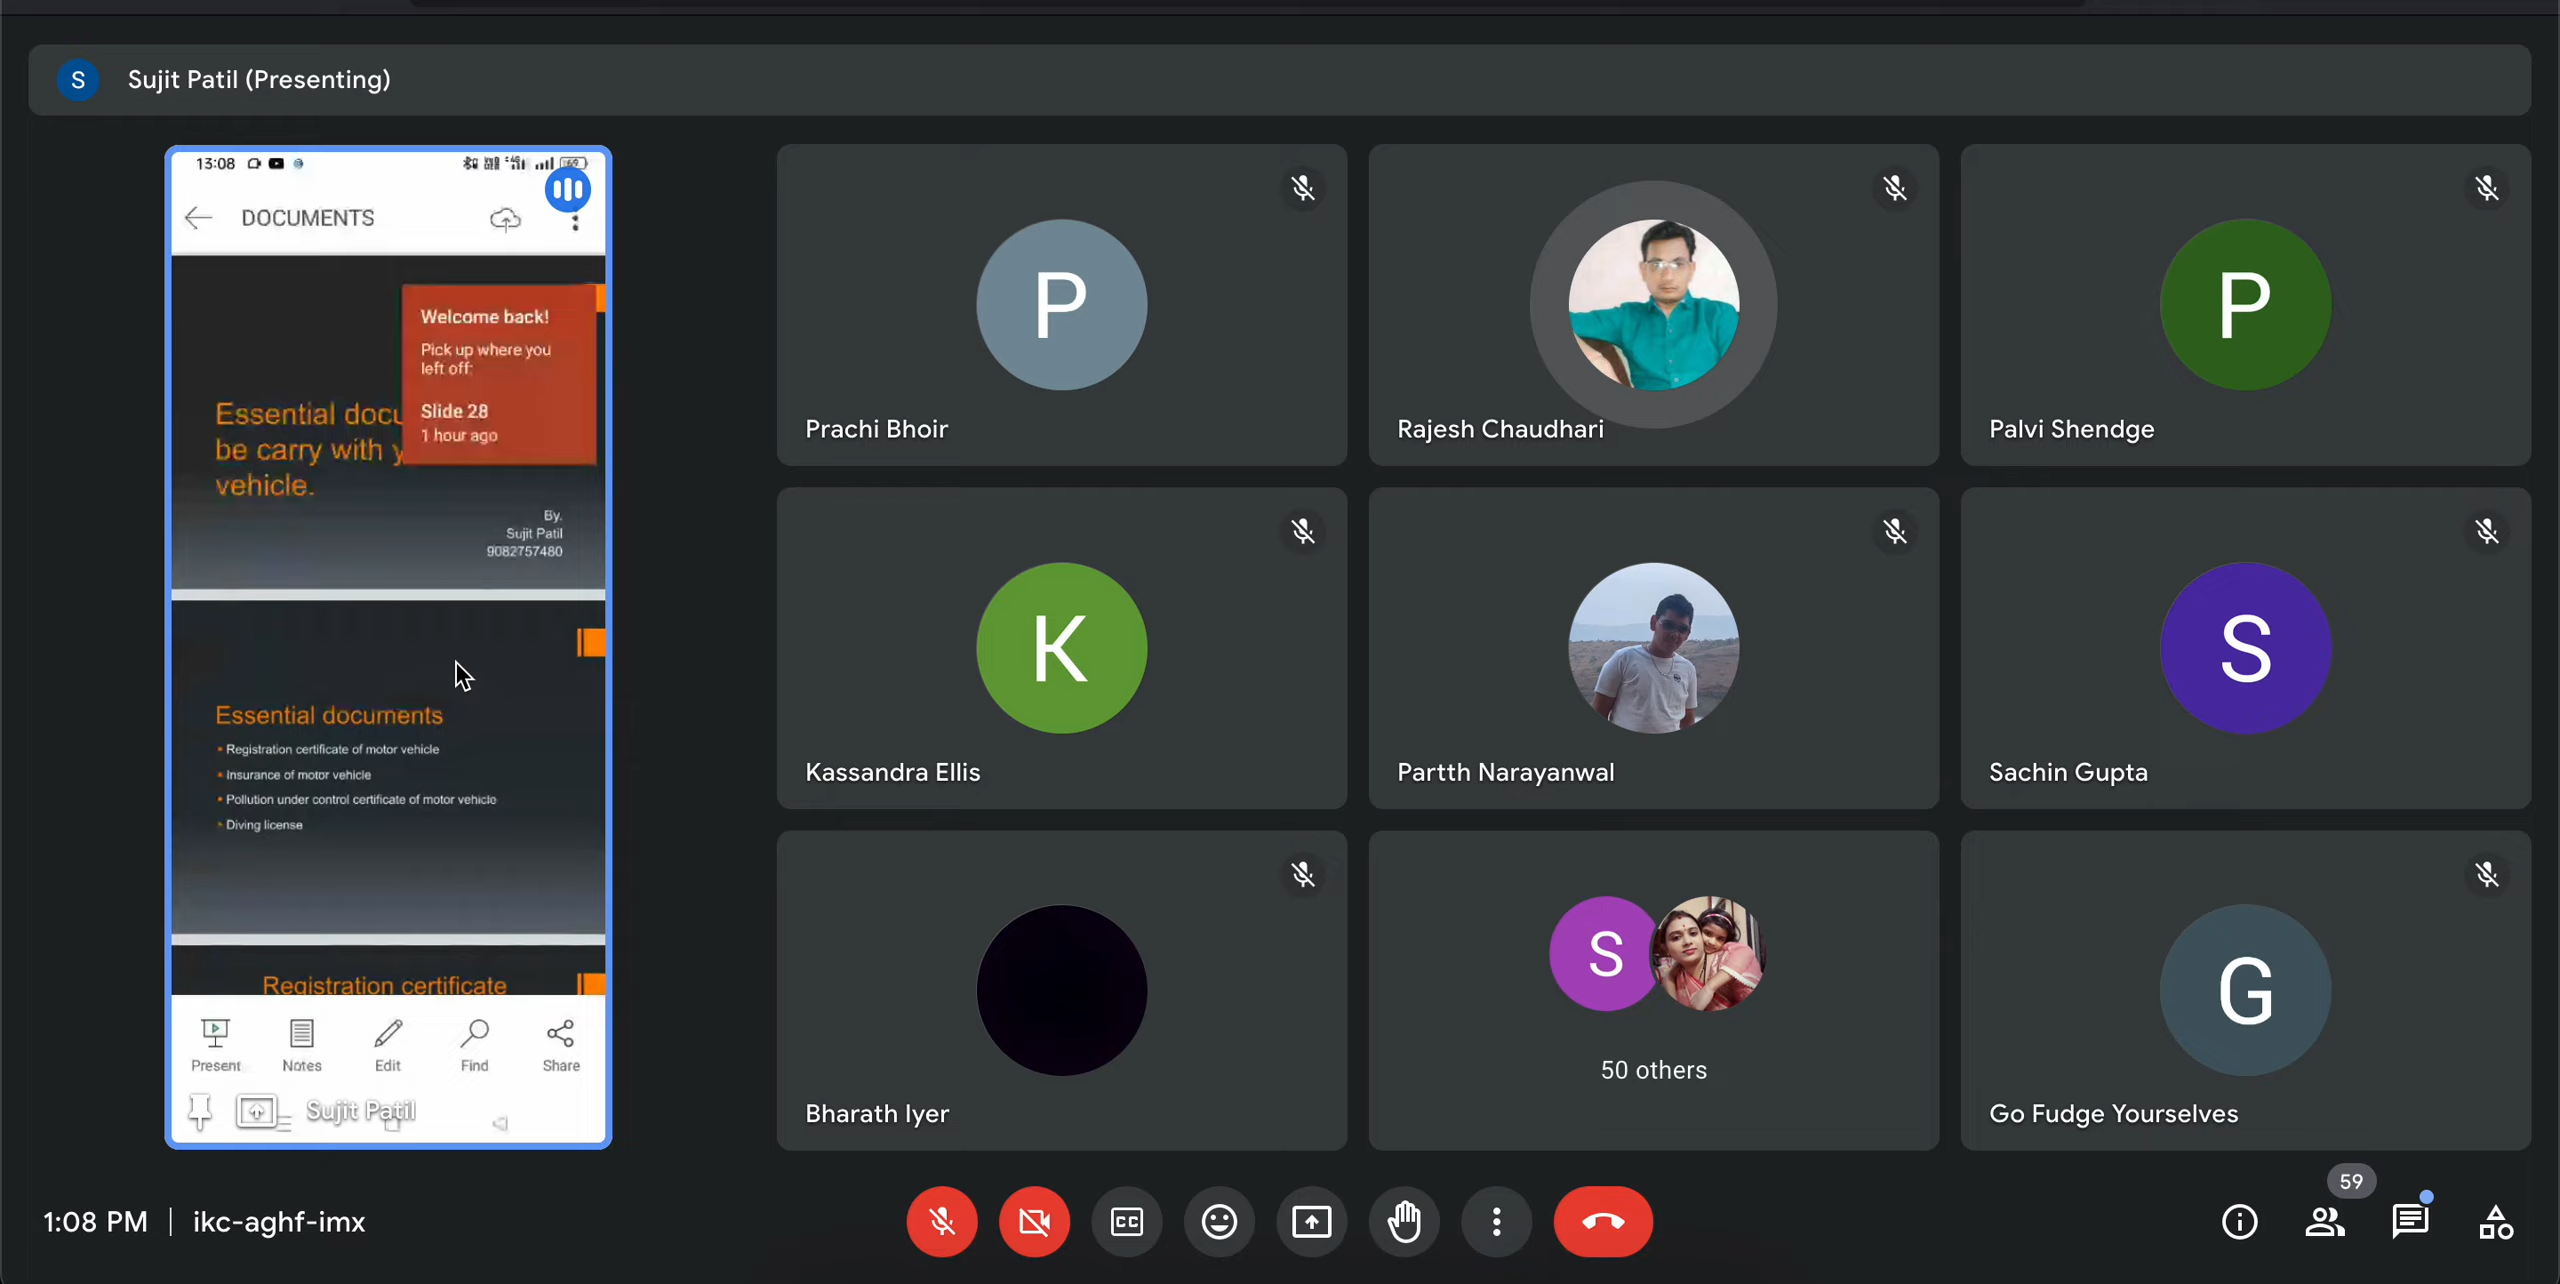 S Sujit Patil (Presenting)
13:08
69
DOCUMENTS
Welcome back!
Pick up where you
left off:
Slide 28
1 hour ago
Essential docu
be carry with y
vehicle.
By,
Sujit Patil
9082757480
Essential documents
▪ Registration certificate of motor vehicle
▪ Insurance of motor vehicle
▪ Pollution under control certificate of motor vehicle
▪ Diving license
Registration certificate
Present Notes Edit Find Share
Sujit Patil
P
Prachi Bhoir
Rajesh Chaudhari
P
Palvi Shendge
K
Kassandra Ellis
Partth Narayanwal
S
Sachin Gupta
Bharath Iyer
S
50 others
G
Go Fudge Yourselves
1:08 PM | ikc-aghf-imx
CC
59